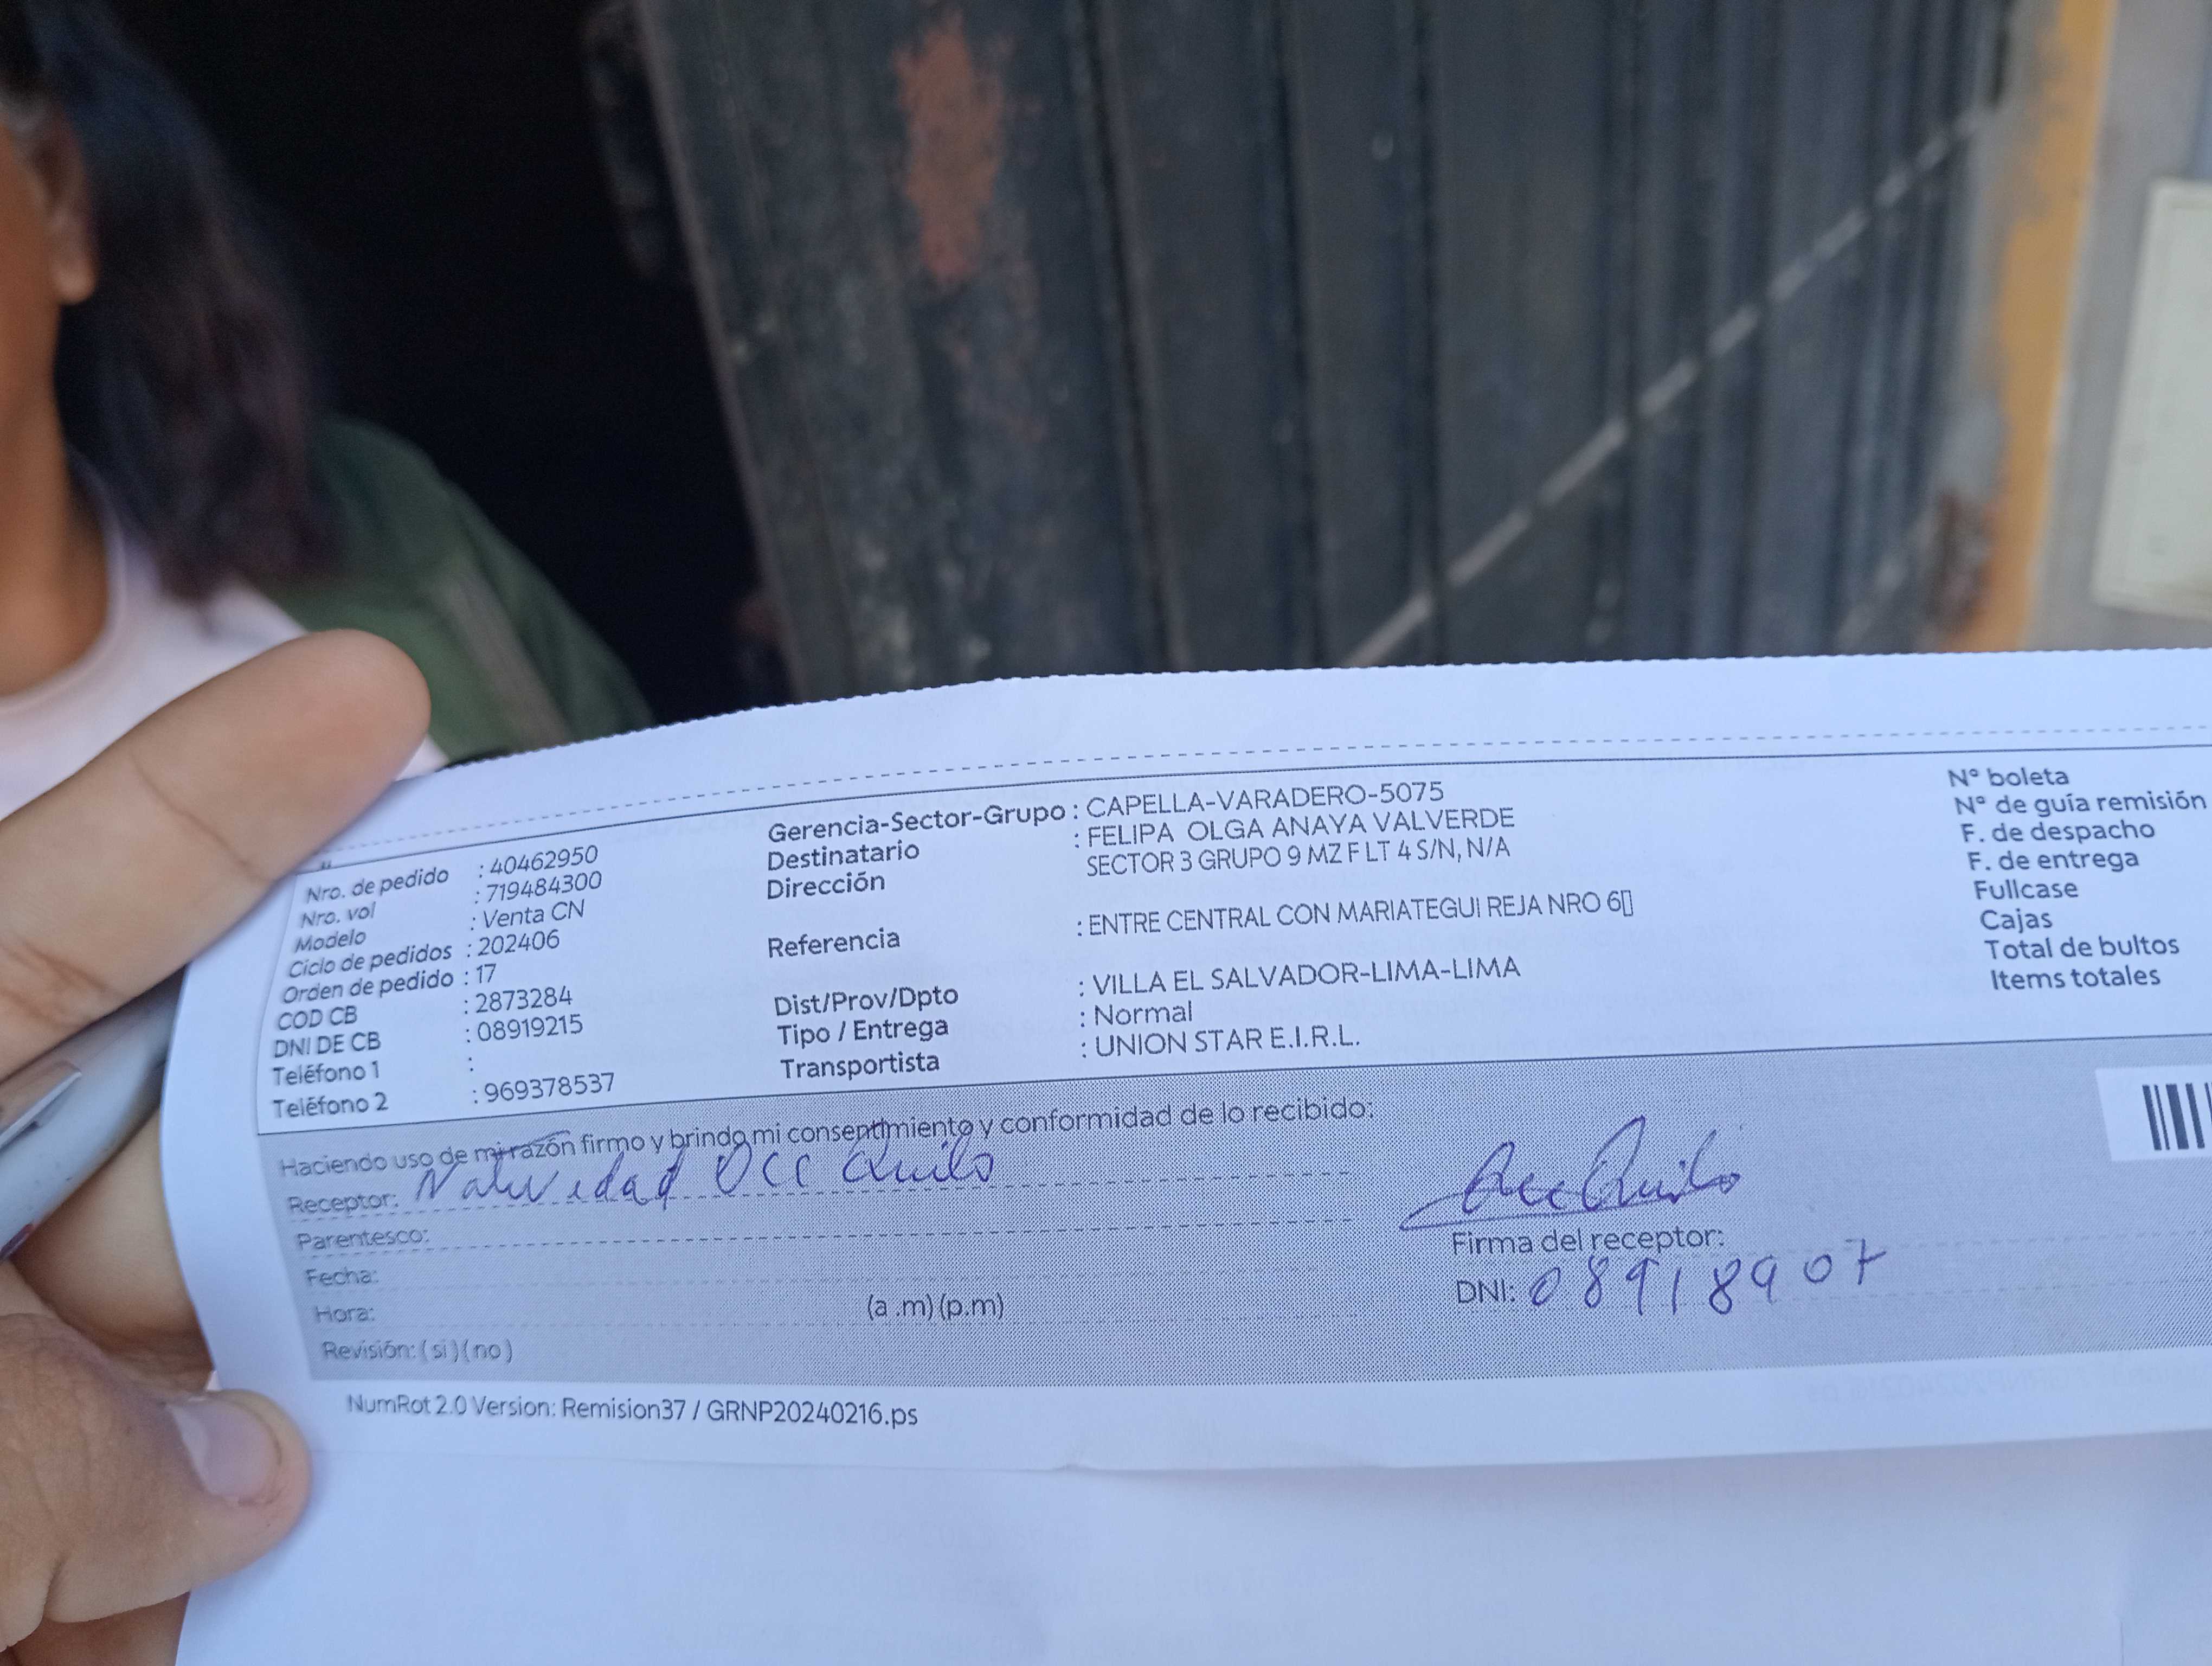 Nro. de pedido : 40462950
Nro. vol : 719484300
Modelo : Venta CN
Ciclo de pedidos : 202406
Orden de pedido : 17
COD CB : 2873284
DNI DE CB : 08919215
Teléfono 1 :
Teléfono 2 : 969378537
Gerencia-Sector-Grupo : CAPELLA-VARADERO-5075
Destinatario : FELIPA OLGA ANAYA VALVERDE
Dirección SECTOR 3 GRUPO 9 MZ F LT 4 S/N, N/A
Referencia : ENTRE CENTRAL CON MARIATEGUI REJA NRO 6
Dist/Prov/Dpto : VILLA EL SALVADOR-LIMA-LIMA
Tipo / Entrega : Normal
Transportista : UNION STAR E.I.R.L.
N° boleta
N° de guía remisión
F. de despacho
F. de entrega
Fullcase
Cajas
Total de bultos
Items totales
Haciendo uso de mi razón firmo y brindo mi consentimiento y conformidad de lo recibido:
Receptor: Natividad Occ Quilo
Parentesco:
Fecha:
Hora: (a .m) (p.m)
Revisión: ( si ) ( no )
Occ Quilo
Firma del receptor:
DNI: 08918907
NumRot 2.0 Version: Remision37 / GRNP20240216.ps